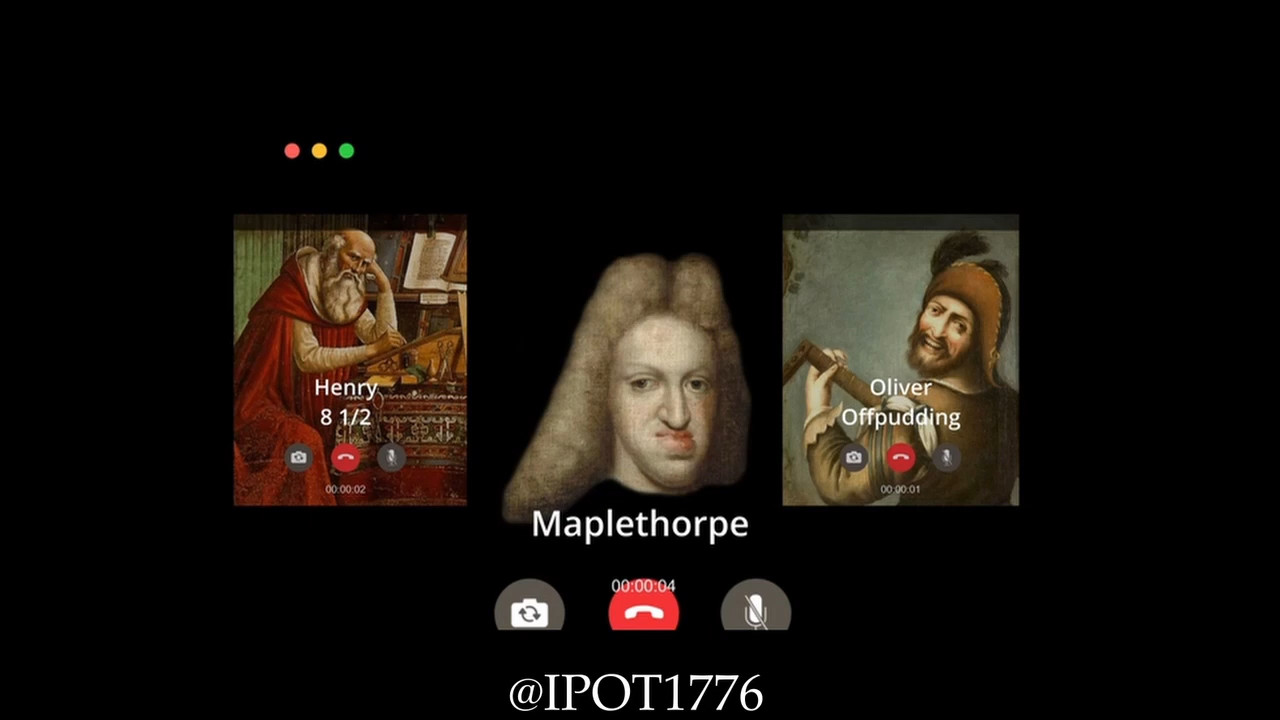 Henry
8 1/2
00:00:02
Maplethorpe
00:00:04
Oliver
Offpudding
00:00:01
@IPOT1776